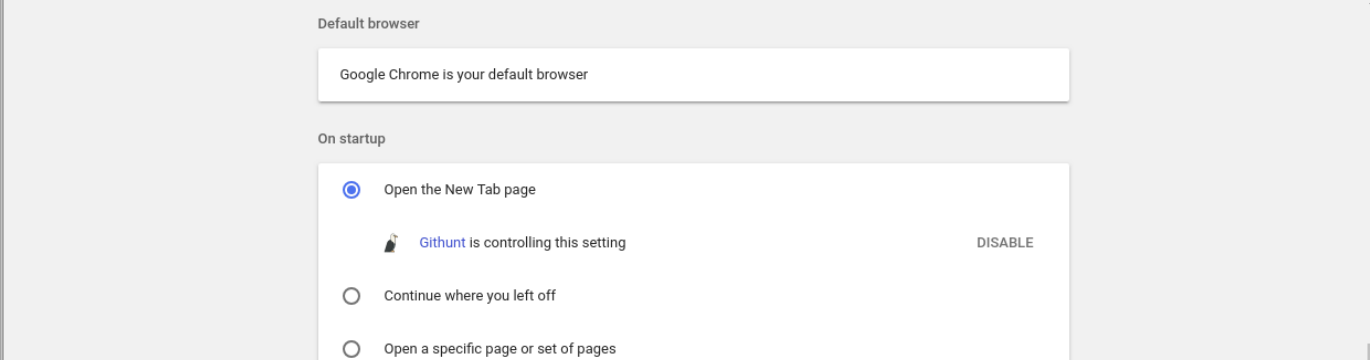 Default browser
Google Chrome is your default browser
On startup
Open the New Tab page
Githunt is controlling this setting DISABLE
Continue where you left off
Open a specific page or set of pages